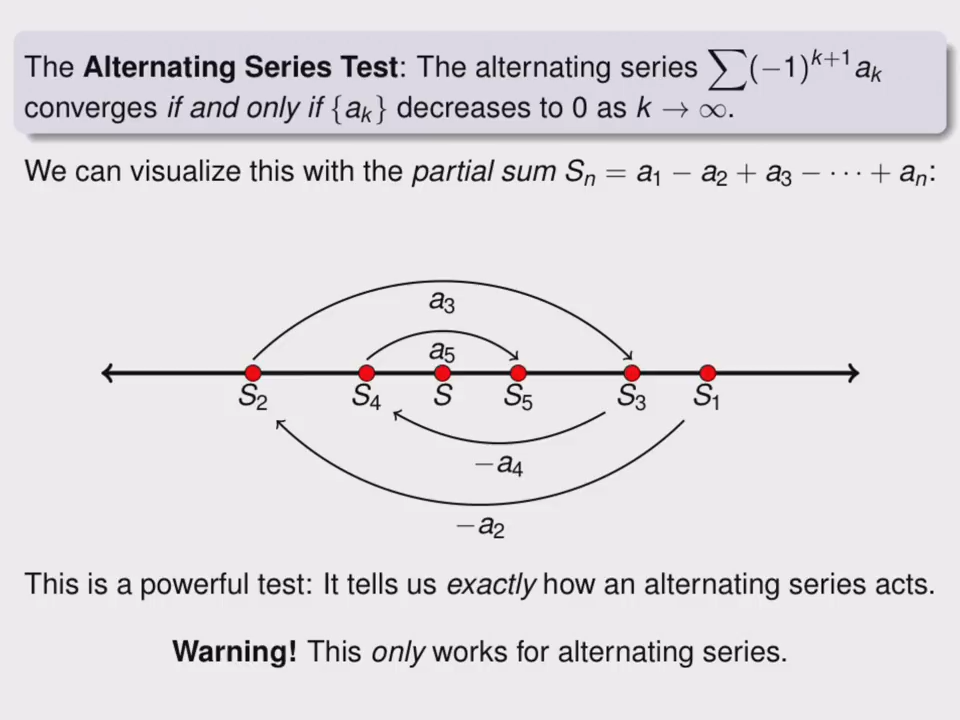 The Alternating Series Test: The alternating series ∑(−1)^{k+1} a_k
converges if and only if {a_k} decreases to 0 as k → ∞.
We can visualize this with the partial sum S_n = a_1 − a_2 + a_3 − · · · + a_n:
a_3
a_5
S_2 S_4 S S_5 S_3 S_1
−a_4
−a_2
This is a powerful test: It tells us exactly how an alternating series acts.
Warning! This only works for alternating series.